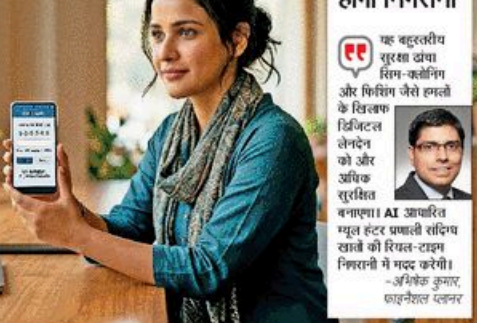 होगी निगरानी
यह बहुस्तरीय
सुरक्षा ढांचा
सिम-क्लोनिंग
और फिशिंग जैसे हमलों
के खिलाफ
डिजिटल
लेनदेन
को और
अधिक
सुरक्षित
बनाएगा। AI आधारित
म्यूल हंटर प्रणाली संदिग्ध
खातों की रियल-टाइम
निगरानी में मदद करेगी।
-अभिषेक कुमार,
फाइनैंशल प्लानर